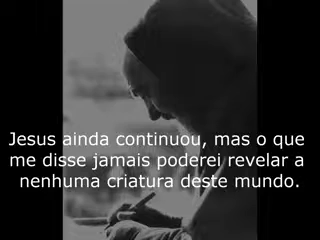 Jesus ainda continuou, mas o que
me disse jamais poderei revelar a
nenhuma criatura deste mundo.